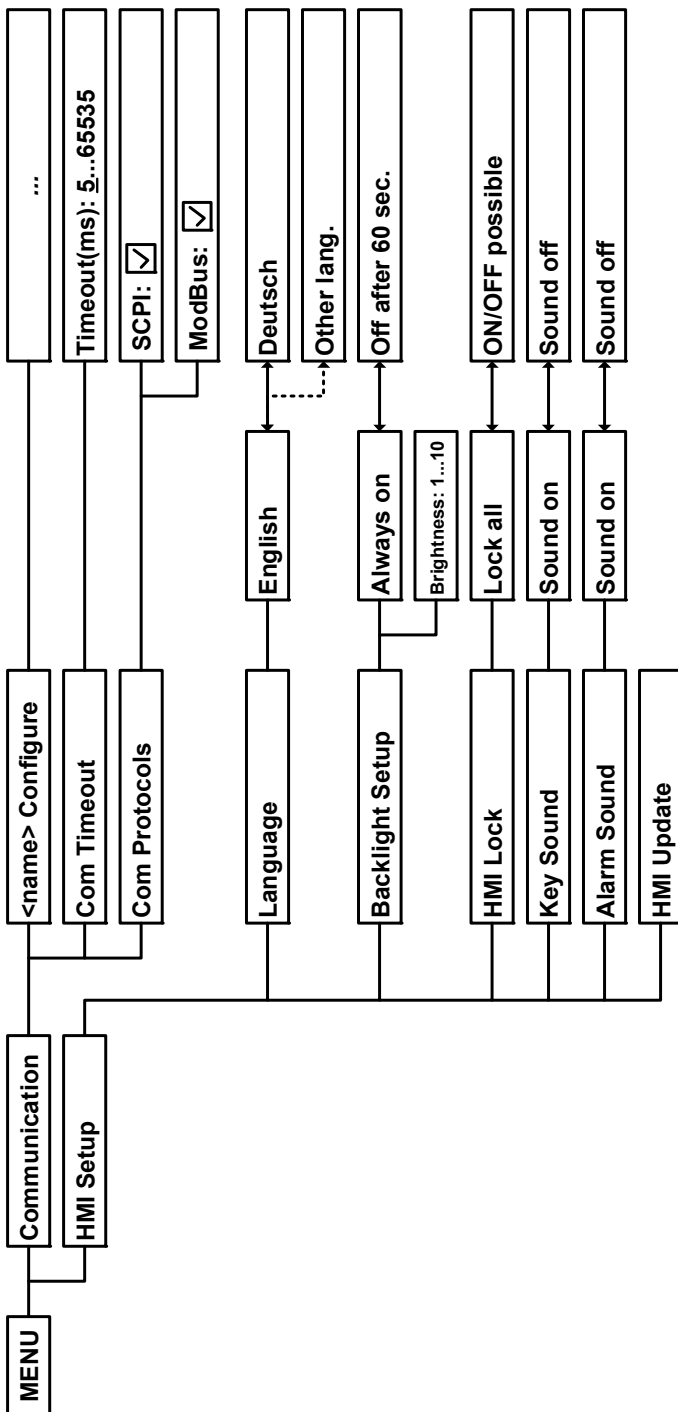 MENU
Communication
<name> Configure
...
Com Timeout
Timeout(ms): 5...65535
Com Protocols
SCPI:
ModBus:
HMI Setup
Language
English
Deutsch
Other lang.
Backlight Setup
Always on
Off after 60 sec.
Brightness: 1...10
HMI Lock
Lock all
ON/OFF possible
Key Sound
Sound on
Sound off
Alarm Sound
Sound on
Sound off
HMI Update